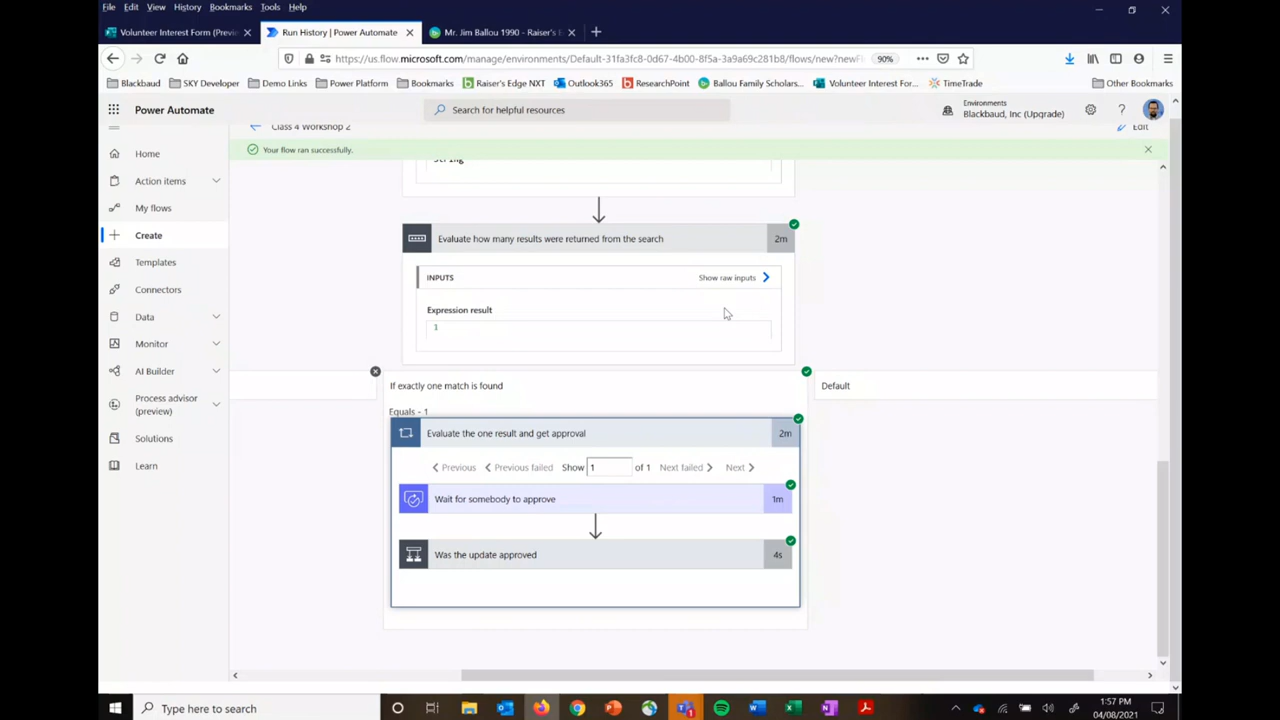 File Edit View History Bookmarks Tools Help
Volunteer Interest Form (Previ
Run History | Power Automate
Mr. Jim Ballou 1990 - Raiser's E
https://us.flow.microsoft.com/manage/environments/Default-31fa3fc8-0d67-4b00-8f5a-3a9a69c281b8/flows/new?newF
90%
Blackbaud
SKY Developer
Demo Links
Power Platform
Bookmarks
Raiser's Edge NXT
Outlook365
ResearchPoint
Ballou Family Scholars...
Volunteer Interest For...
TimeTrade
Other Bookmarks
Power Automate
Search for helpful resources
Environments
Blackbaud, Inc (Upgrade)
Class 4 Workshop 2
Edit
Your flow ran successfully.
Home
Action items
My flows
Create
Templates
Connectors
Data
Monitor
AI Builder
Process advisor
(preview)
Solutions
Learn
String
Evaluate how many results were returned from the search
2m
INPUTS
Show raw inputs
Expression result
1
If exactly one match is found
Default
Equals - 1
Evaluate the one result and get approval
2m
Previous
Previous failed
Show
1
of 1
Next failed
Next
Wait for somebody to approve
1m
Was the update approved
4s
Type here to search
1:57 PM
04/08/2021